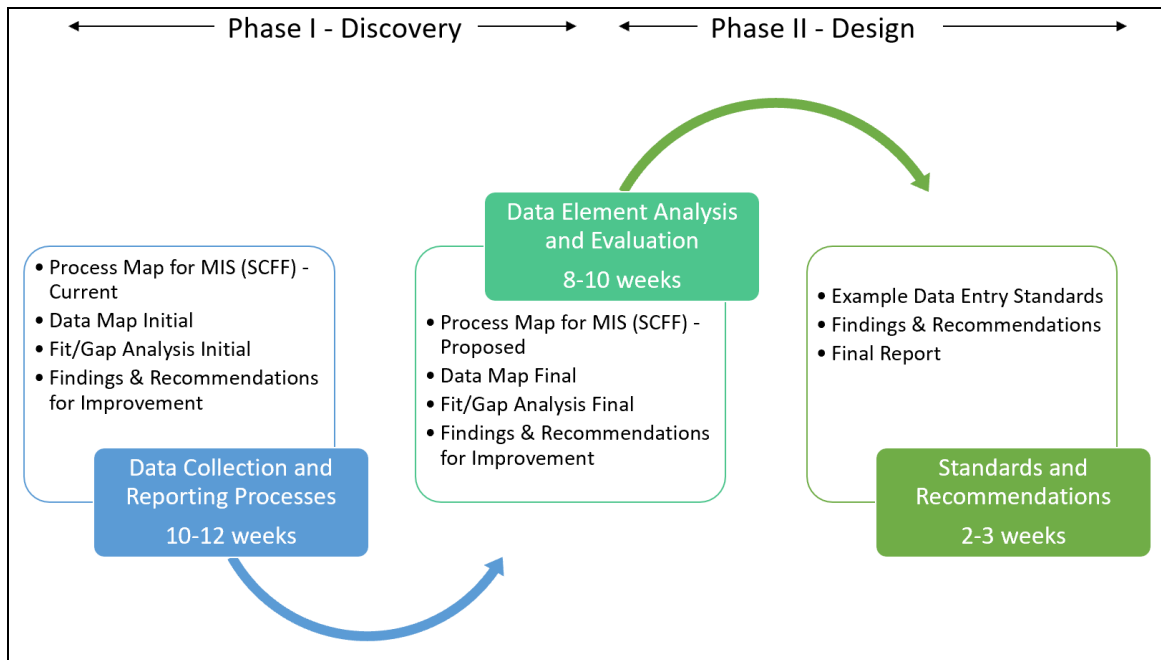 Phase I - Discovery
Phase II - Design
• Process Map for MIS (SCFF) -
Current
• Data Map Initial
• Fit/Gap Analysis Initial
• Findings & Recommendations
for Improvement
Data Collection and
Reporting Processes
10-12 weeks
Data Element Analysis
and Evaluation
8-10 weeks
• Process Map for MIS (SCFF) -
Proposed
• Data Map Final
• Fit/Gap Analysis Final
• Findings & Recommendations
for Improvement
• Example Data Entry Standards
• Findings & Recommendations
• Final Report
Standards and
Recommendations
2-3 weeks